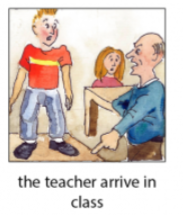 the teacher arrive in
class